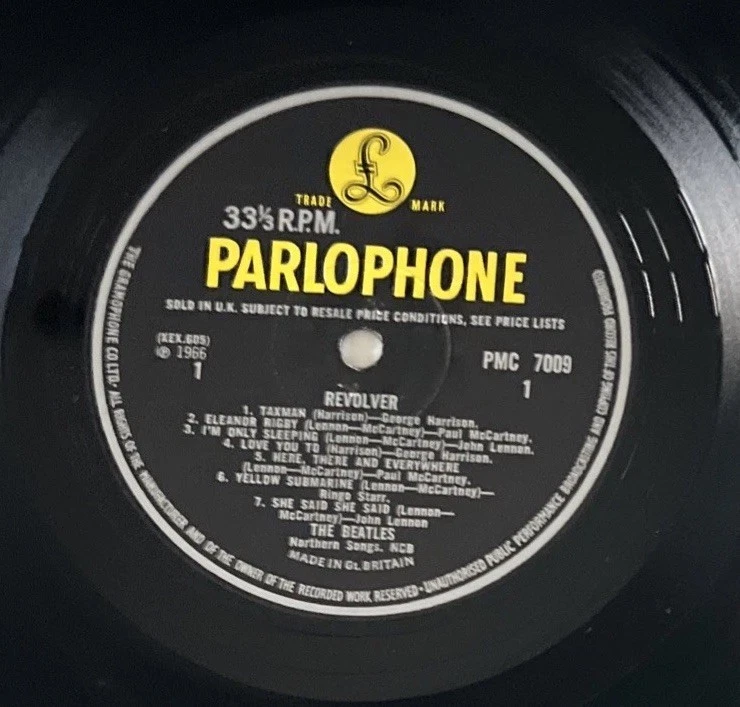 £
TRADE MARK
33⅓ R.P.M.
PARLOPHONE
SOLD IN U.K. SUBJECT TO RESALE PRICE CONDITIONS, SEE PRICE LISTS
(XEX.605)
℗ 1966
1
PMC 7009
1
REVOLVER
1. TAXMAN (Harrison)—George Harrison.
2. ELEANOR RIGBY (Lennon—McCartney)—Paul McCartney.
3. I'M ONLY SLEEPING (Lennon—McCartney)—John Lennon.
4. LOVE YOU TO (Harrison)—George Harrison.
5. HERE, THERE AND EVERYWHERE
(Lennon—McCartney)—Paul McCartney.
6. YELLOW SUBMARINE (Lennon—McCartney)—
Ringo Starr.
7. SHE SAID SHE SAID (Lennon—
McCartney)—John Lennon
THE BEATLES
Northern Songs. NCB
MADE IN Gt. BRITAIN
THE GRAMOPHONE CO. LTD · ALL RIGHTS OF THE MANUFACTURER AND OF THE OWNER OF THE RECORDED WORK RESERVED · UNAUTHORISED PUBLIC PERFORMANCE BROADCASTING AND COPYING OF THIS RECORD PROHIBITED